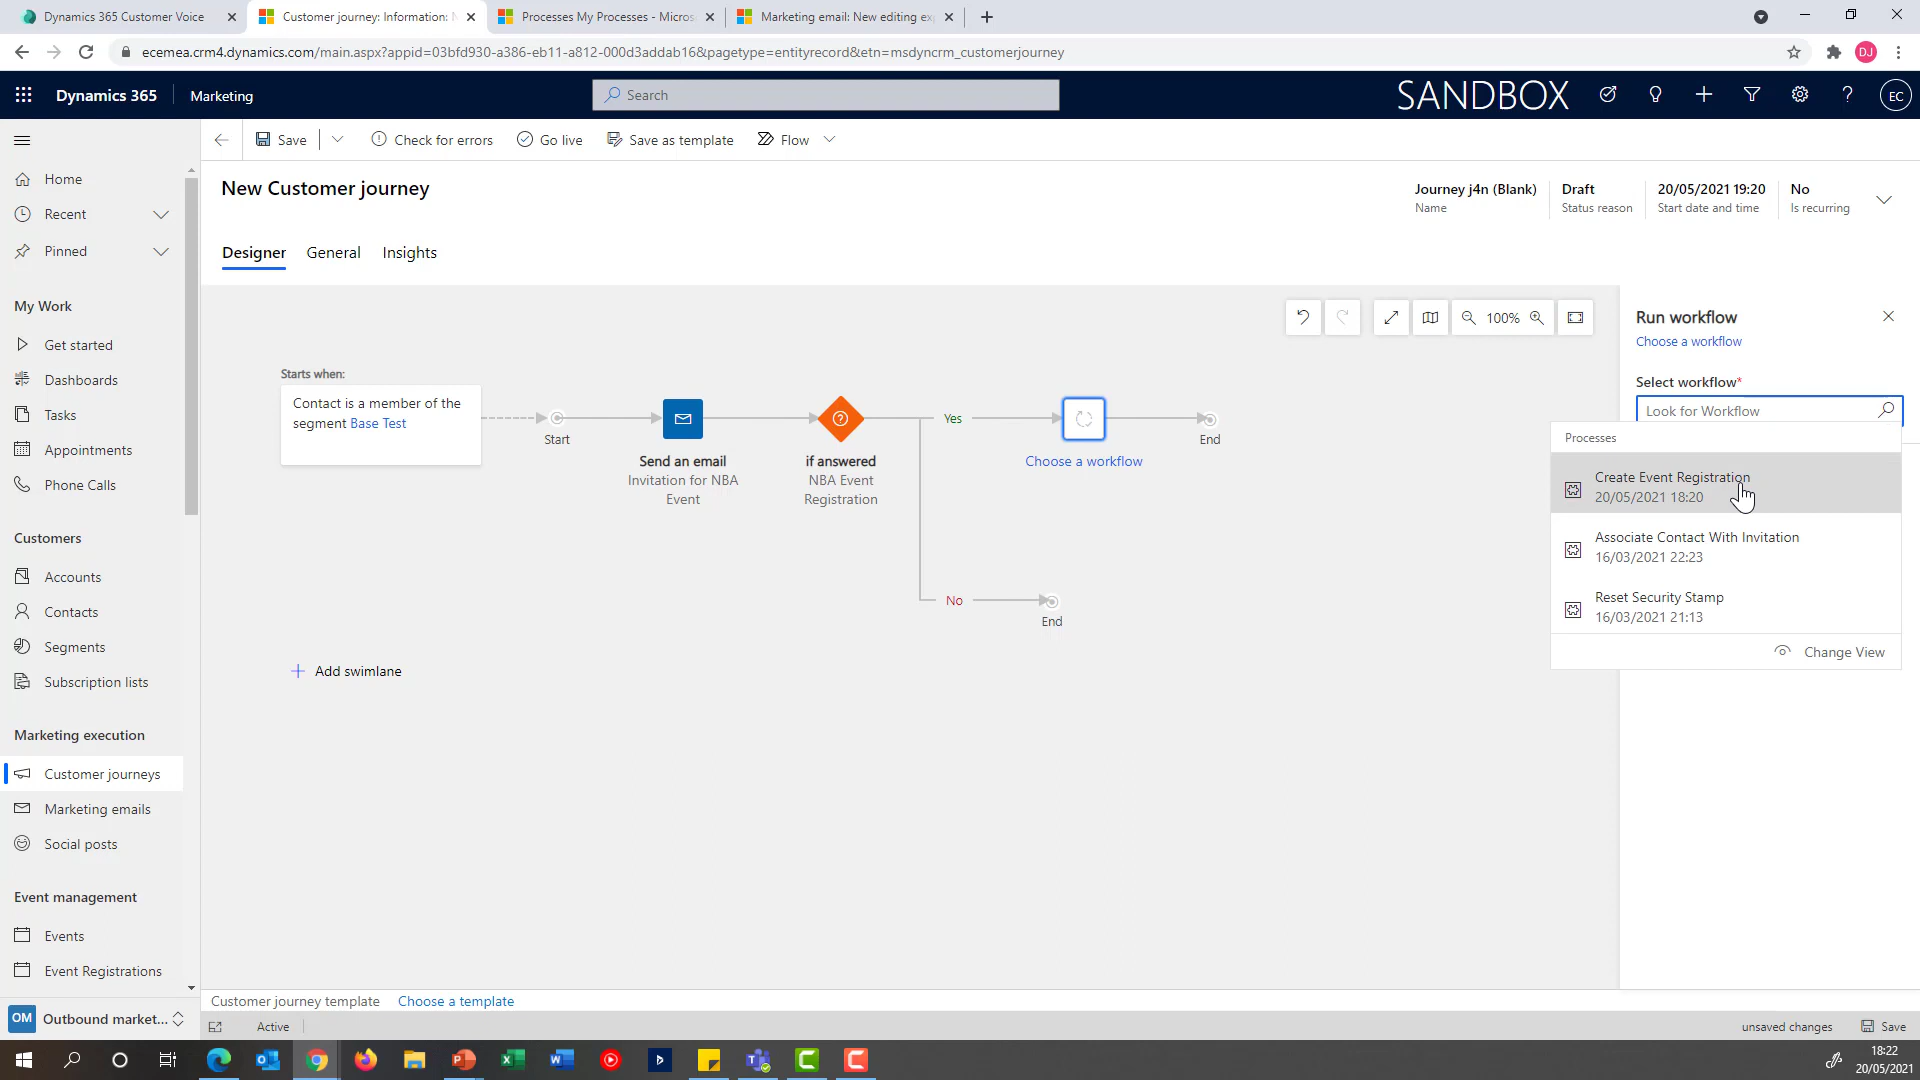 Dynamics 365 Customer Voice
Customer journey: Information: N
Processes My Processes - Micros
Marketing email: New editing ex
ecemea.crm4.dynamics.com/main.aspx?appid=03bfd930-a386-eb11-a812-000d3addab16&pagetype=entityrecord&etn=msdyncrm_customerjourney
DJ
Dynamics 365
Marketing
Search
SANDBOX
EC
Save
Check for errors
Go live
Save as template
Flow
Home
Recent
Pinned
My Work
Get started
Dashboards
Tasks
Appointments
Phone Calls
Customers
Accounts
Contacts
Segments
Subscription lists
Marketing execution
Customer journeys
Marketing emails
Social posts
Event management
Events
Event Registrations
OM Outbound market...
New Customer journey
Journey j4n (Blank)
Name
Draft
Status reason
20/05/2021 19:20
Start date and time
No
Is recurring
Designer
General
Insights
100%
Starts when:
Contact is a member of the
segment Base Test
Start
Send an email
Invitation for NBA
Event
if answered
NBA Event
Registration
Yes
Choose a workflow
End
No
End
Add swimlane
Run workflow
Choose a workflow
Select workflow*
Look for Workflow
Processes
Create Event Registration
20/05/2021 18:20
Associate Contact With Invitation
16/03/2021 22:23
Reset Security Stamp
16/03/2021 21:13
Change View
Customer journey template
Choose a template
Active
unsaved changes
Save
18:22
20/05/2021